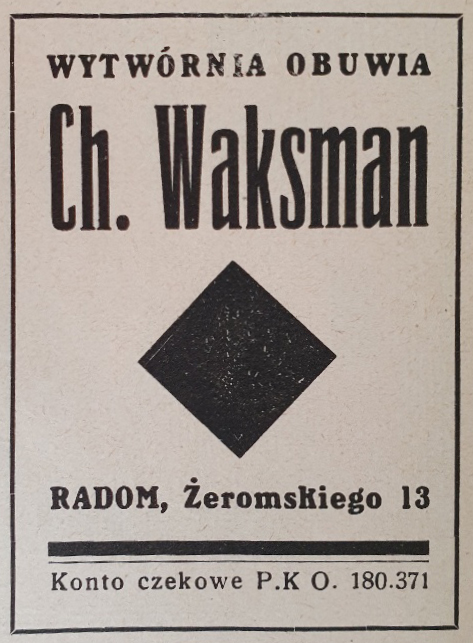 WYTWÓRNIA OBUWIA
Ch. Waksman
RADOM, Żeromskiego 13
Konto czekowe P.K O. 180.371